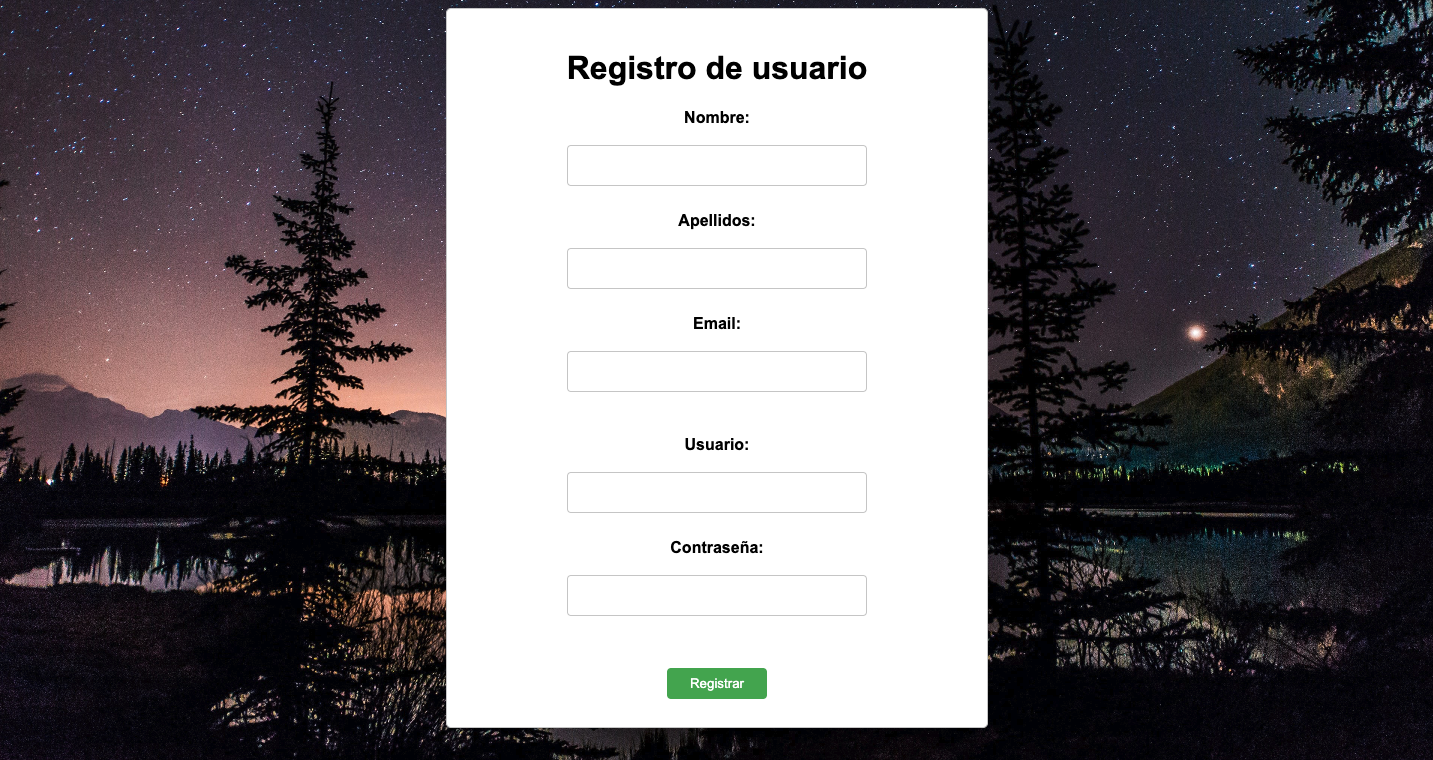 Registro de usuario
Nombre:
Apellidos:
Email:
Usuario:
Contraseña:
Registrar